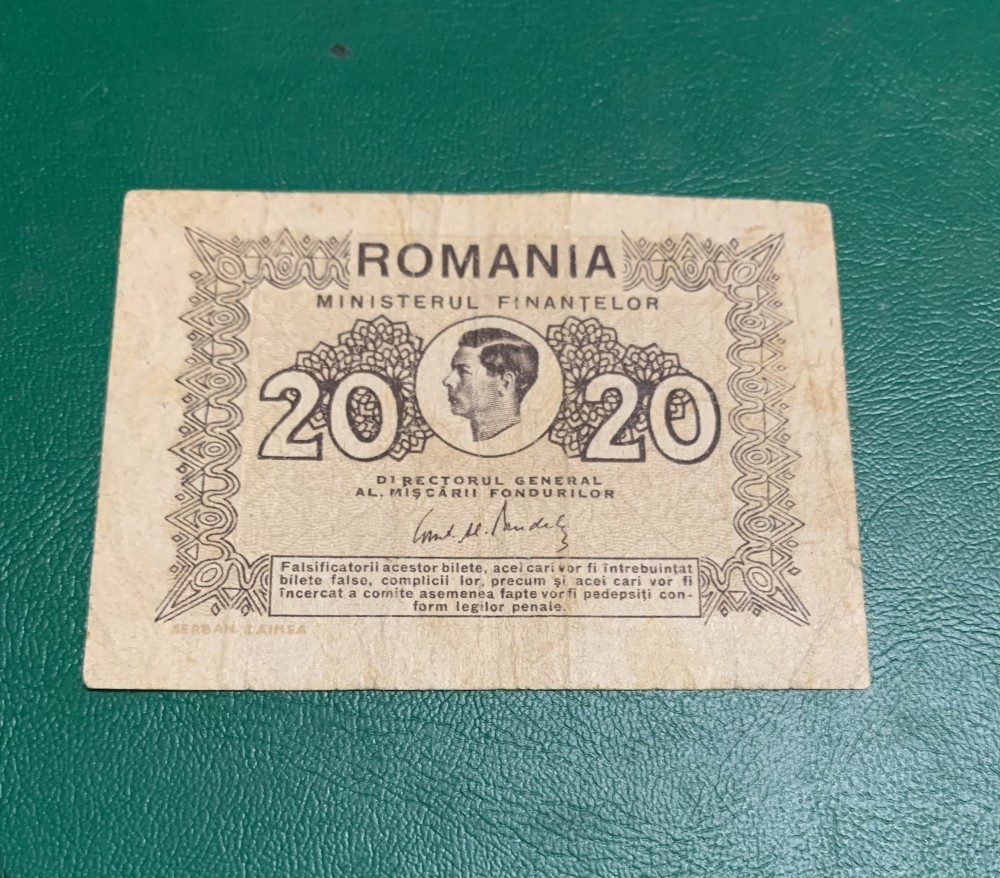 ROMANIA
MINISTERUL FINANȚELOR
20 20
DIRECTORUL GENERAL
AL. MIȘCĂRII FONDURILOR
Falsificatorii acestor bilete, acei cari vor fi întrebuințat
bilete false, complicii lor, precum și acei cari vor fi
încercat a comite asemenea fapte vor fi pedepsiți con-
form legilor penale.
SERBAN ZAINEA